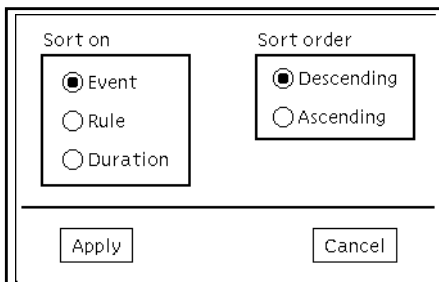 Sort on
Sort order
Event
Descending
Rule
Ascending
Duration
Apply
Cancel